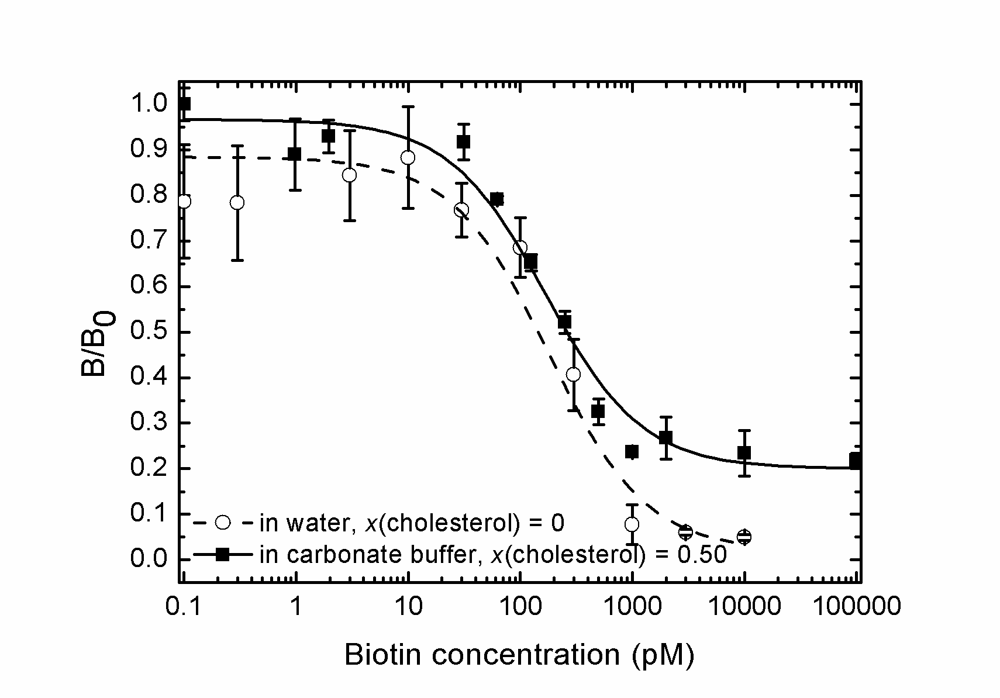 1.0
0.9
0.8
0.7
0.6
0.5
0.4
0.3
0.2
0.1
0.0
B/B0
in water, x(cholesterol) = 0
in carbonate buffer, x(cholesterol) = 0.50
0.1 1 10 100 1000 10000 100000
Biotin concentration (pM)